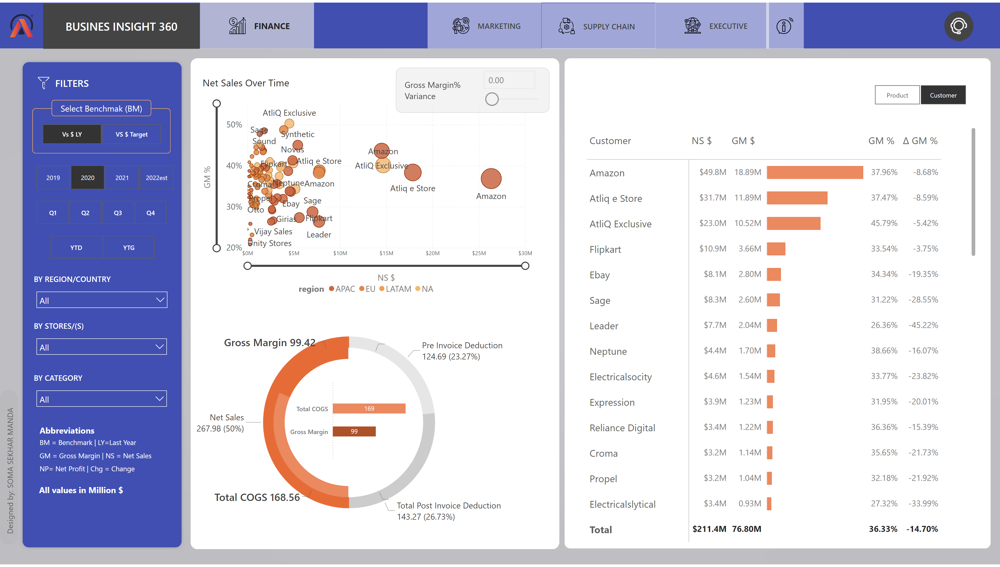 BUSINES INSIGHT 360
FINANCE
MARKETING
SUPPLY CHAIN
EXECUTIVE
FILTERS
Select Benchmak (BM)
Vs $ LY
VS $ Target
2019
2020
2021
2022est
Q1
Q2
Q3
Q4
YTD
YTG
BY REGION/COUNTRY
All
BY STORES/(S)
All
BY CATEGORY
All
Abbreviations
BM = Benchmark | LY=Last Year
GM = Gross Margin | NS = Net Sales
NP= Net Profit | Chg = Change
All values in Million $
Designed by: SOMA SEKHAR MANDA
Net Sales Over Time
Gross Margin%
Variance
0.00
GM %
50%
40%
30%
20%
AtliQ Exclusive
Sage
Synthetic
Sound
Novus
Amazon
Flipkart
Atliq e Store
AtliQ Exclusive
Croma
Neptune
Amazon
Atliq e Store
Amazon
Propel
Ebay
Sage
Otto
Girias
Flipkart
Vijay Sales
Leader
Unity Stores
$0M
$5M
$10M
$15M
$20M
$25M
$30M
NS $
region APAC EU LATAM NA
Gross Margin 99.42
Pre Invoice Deduction
124.69 (23.27%)
Net Sales
267.98 (50%)
Total COGS 169
Gross Margin 99
Total COGS 168.56
Total Post Invoice Deduction
143.27 (26.73%)
Product
Customer
Customer NS $ GM $ GM % Δ GM %
Amazon $49.8M 18.89M 37.96% -8.68%
Atliq e Store $31.7M 11.89M 37.47% -8.59%
AtliQ Exclusive $23.0M 10.52M 45.79% -5.42%
Flipkart $10.9M 3.66M 33.54% -3.75%
Ebay $8.1M 2.80M 34.34% -19.35%
Sage $8.3M 2.60M 31.22% -28.55%
Leader $7.7M 2.04M 26.36% -45.22%
Neptune $4.4M 1.70M 38.66% -16.07%
Electricalsocity $4.6M 1.54M 33.77% -23.82%
Expression $3.9M 1.23M 31.95% -20.01%
Reliance Digital $3.4M 1.22M 36.36% -15.39%
Croma $3.2M 1.14M 35.65% -21.73%
Propel $3.2M 1.04M 32.18% -21.92%
Electricalslytical $3.4M 0.93M 27.32% -33.99%
Total $211.4M 76.80M 36.33% -14.70%